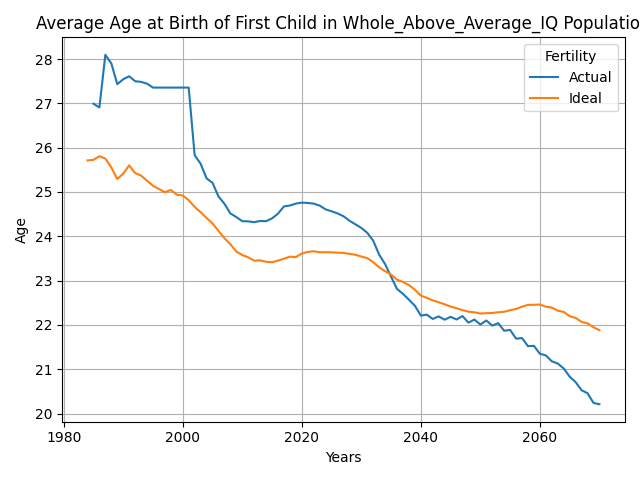 Average Age at Birth of First Child in Whole_Above_Average_IQ Populatio
28
27
26
25
24
23
22
21
20
Age
Fertility
Actual
Ideal
1980
2000
2020
2040
2060
Years